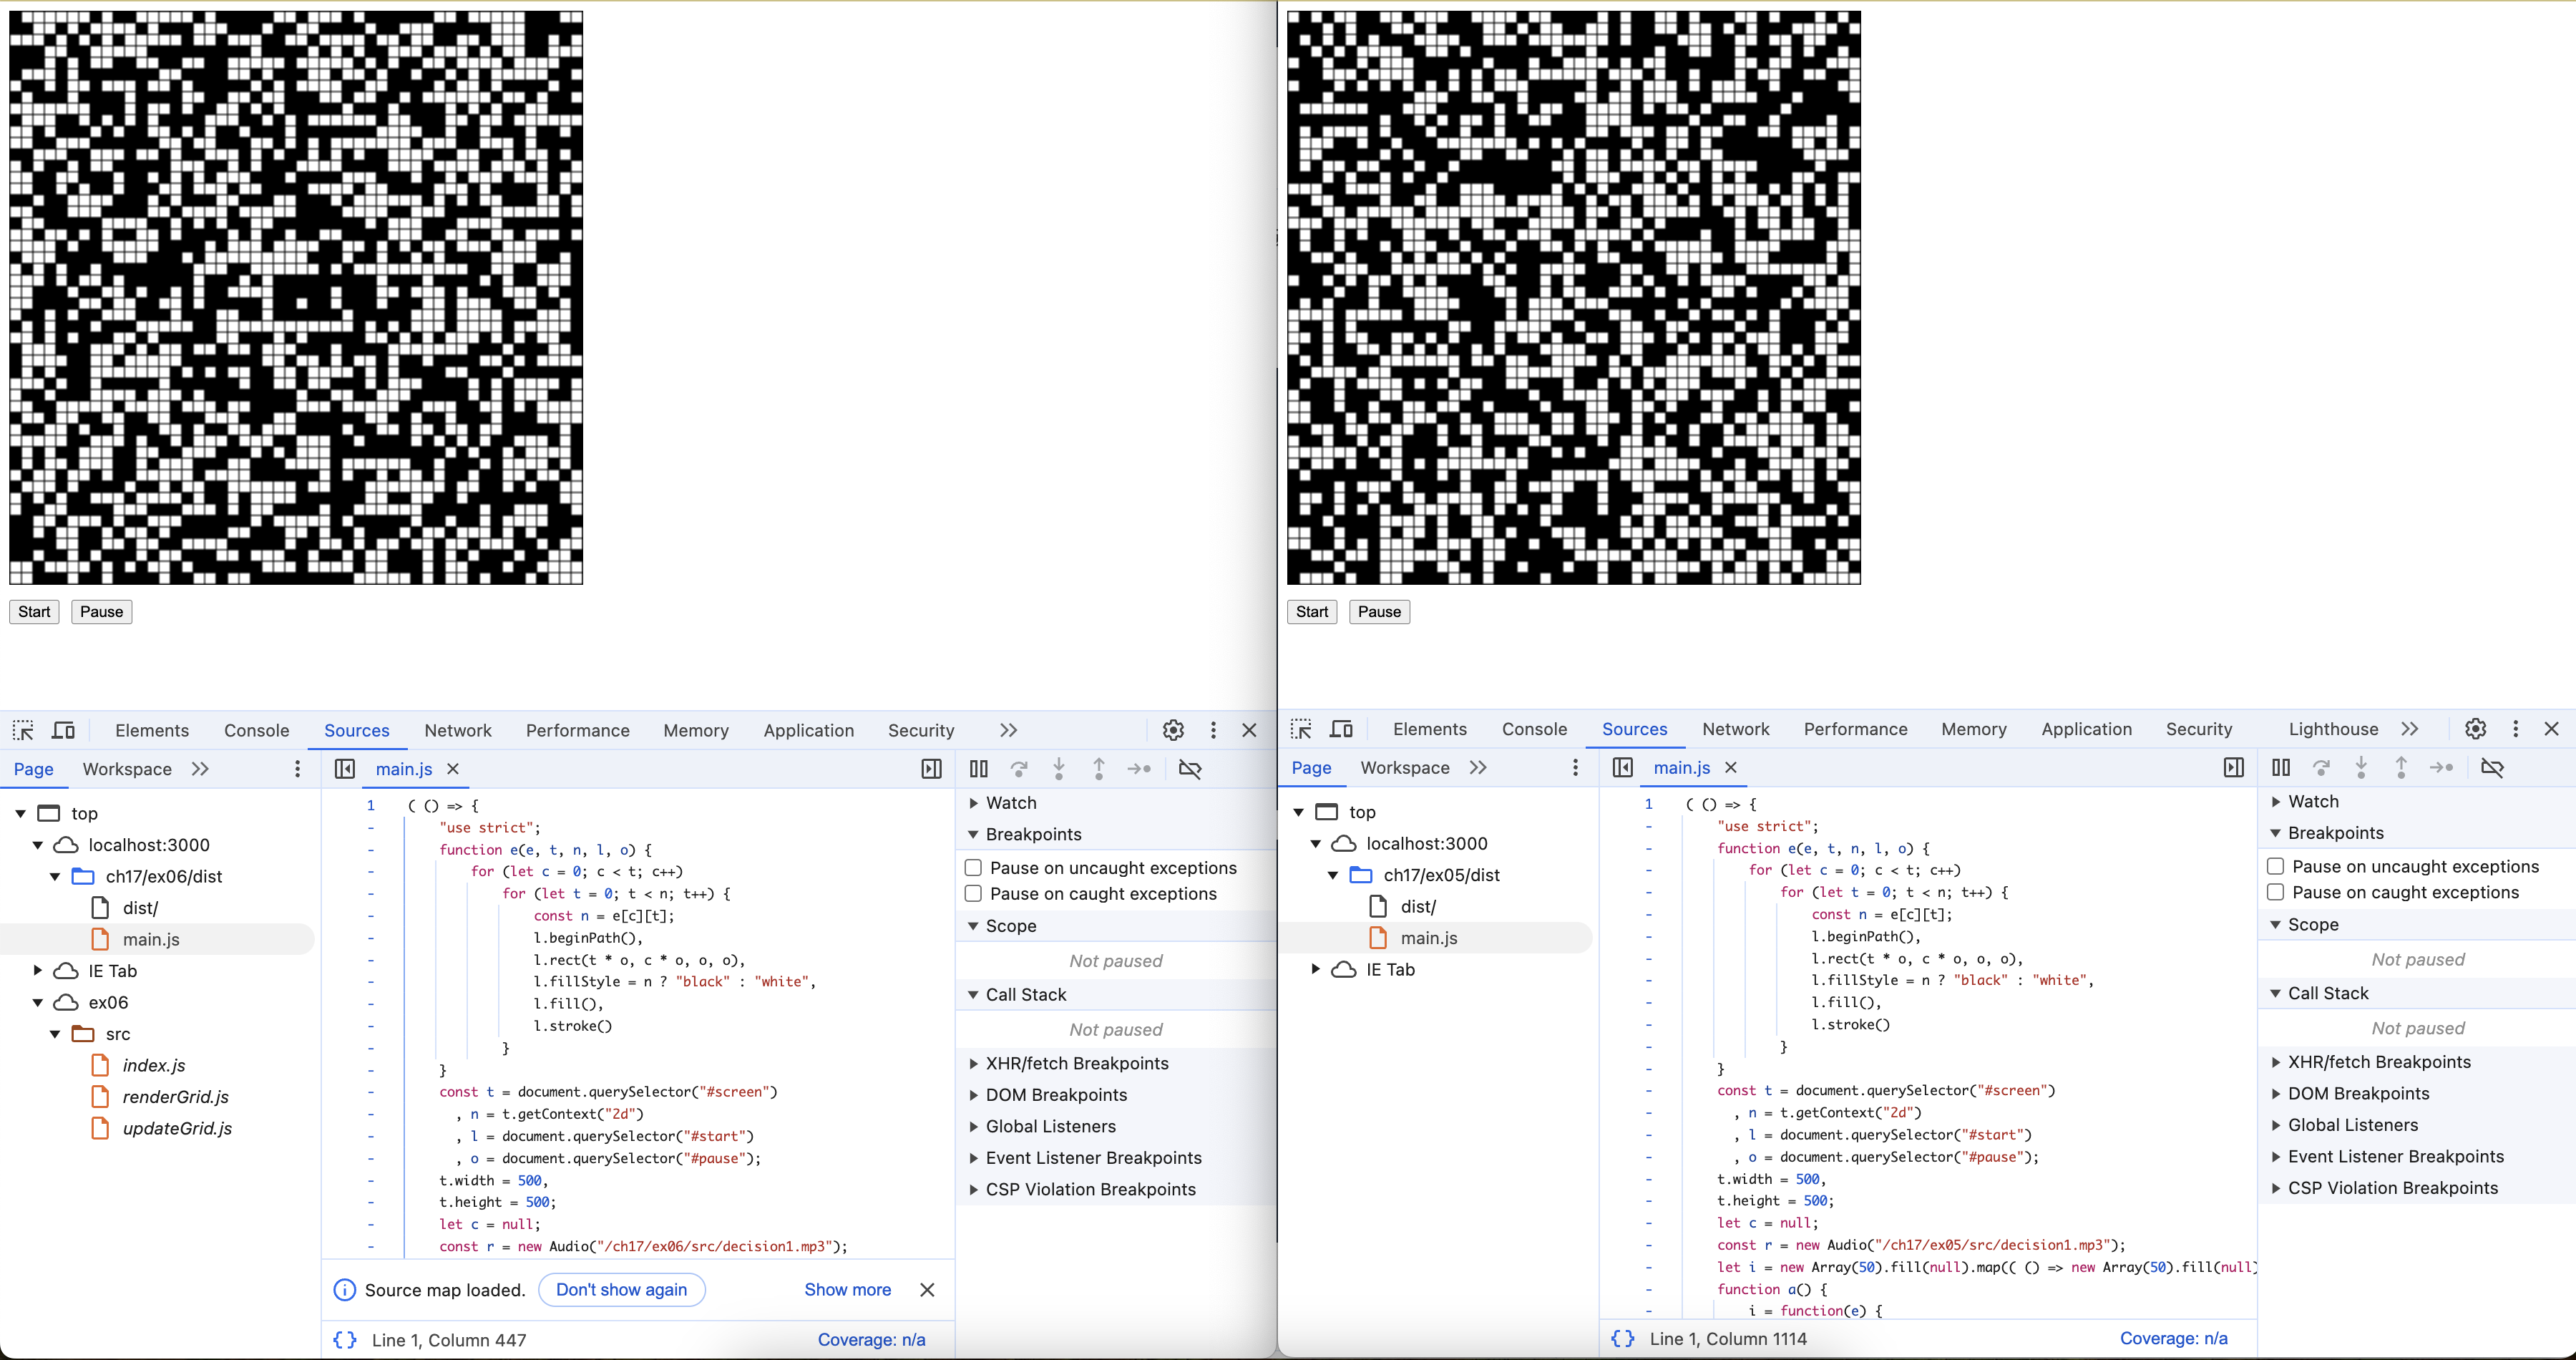 Start Pause
Elements Console Sources Network Performance Memory Application Security
Page Workspace
main.js
top
localhost:3000
ch17/ex06/dist
dist/
main.js
IE Tab
ex06
src
index.js
renderGrid.js
updateGrid.js
1 ( () => {
- "use strict";
- function e(e, t, n, l, o) {
- for (let c = 0; c < t; c++)
- for (let t = 0; t < n; t++) {
- const n = e[c][t];
- l.beginPath(),
- l.rect(t * o, c * o, o, o),
- l.fillStyle = n ? "black" : "white",
- l.fill(),
- l.stroke()
- }
- }
- const t = document.querySelector("#screen")
- , n = t.getContext("2d")
- , l = document.querySelector("#start")
- , o = document.querySelector("#pause");
- t.width = 500,
- t.height = 500;
- let c = null;
- const r = new Audio("/ch17/ex06/src/decision1.mp3");
Source map loaded. Don't show again Show more
{} Line 1, Column 447 Coverage: n/a
Watch
Breakpoints
Pause on uncaught exceptions
Pause on caught exceptions
Scope
Not paused
Call Stack
Not paused
XHR/fetch Breakpoints
DOM Breakpoints
Global Listeners
Event Listener Breakpoints
CSP Violation Breakpoints
Start Pause
Elements Console Sources Network Performance Memory Application Security Lighthouse
Page Workspace
main.js
top
localhost:3000
ch17/ex05/dist
dist/
main.js
IE Tab
1 ( () => {
- "use strict";
- function e(e, t, n, l, o) {
- for (let c = 0; c < t; c++)
- for (let t = 0; t < n; t++) {
- const n = e[c][t];
- l.beginPath(),
- l.rect(t * o, c * o, o, o),
- l.fillStyle = n ? "black" : "white",
- l.fill(),
- l.stroke()
- }
- }
- const t = document.querySelector("#screen")
- , n = t.getContext("2d")
- , l = document.querySelector("#start")
- , o = document.querySelector("#pause");
- t.width = 500,
- t.height = 500;
- let c = null;
- const r = new Audio("/ch17/ex05/src/decision1.mp3");
- let i = new Array(50).fill(null).map(( () => new Array(50).fill(null)
- function a() {
- i = function(e) {
{} Line 1, Column 1114 Coverage: n/a
Watch
Breakpoints
Pause on uncaught exceptions
Pause on caught exceptions
Scope
Not paused
Call Stack
Not paused
XHR/fetch Breakpoints
DOM Breakpoints
Global Listeners
Event Listener Breakpoints
CSP Violation Breakpoints